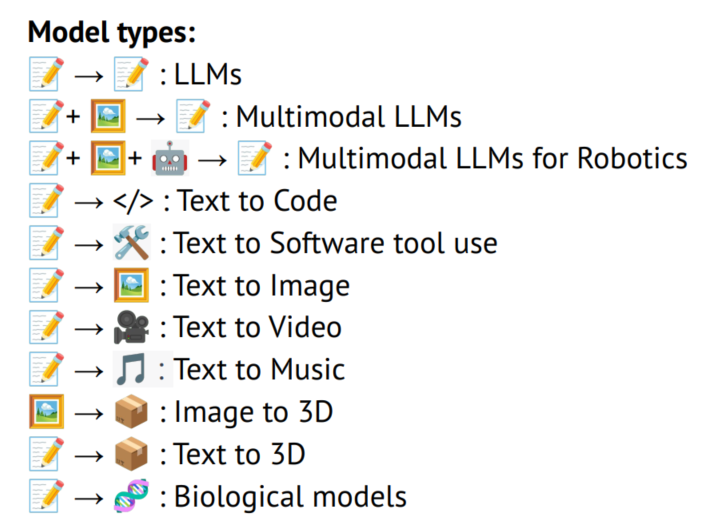 Model types:
📝 → 📝 : LLMs
📝+ 🖼️ → 📝 : Multimodal LLMs
📝+ 🖼️+ 🤖 → 📝 : Multimodal LLMs for Robotics
📝 → </> : Text to Code
📝 → 🛠️ : Text to Software tool use
📝 → 🖼️ : Text to Image
📝 → 🎥 : Text to Video
📝 → 🎵 : Text to Music
🖼️ → 📦 : Image to 3D
📝 → 📦 : Text to 3D
📝 → 🧬 : Biological models